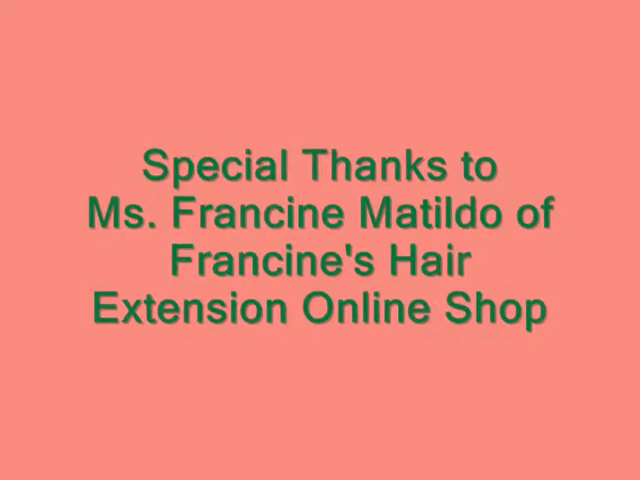 Special Thanks to
Ms. Francine Matildo of
Francine's Hair
Extension Online Shop